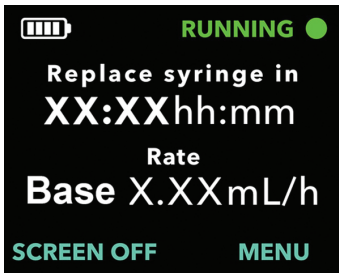 RUNNING
Replace syringe in
XX:XXhh:mm
Rate
Base X.XXmL/h
SCREEN OFF MENU